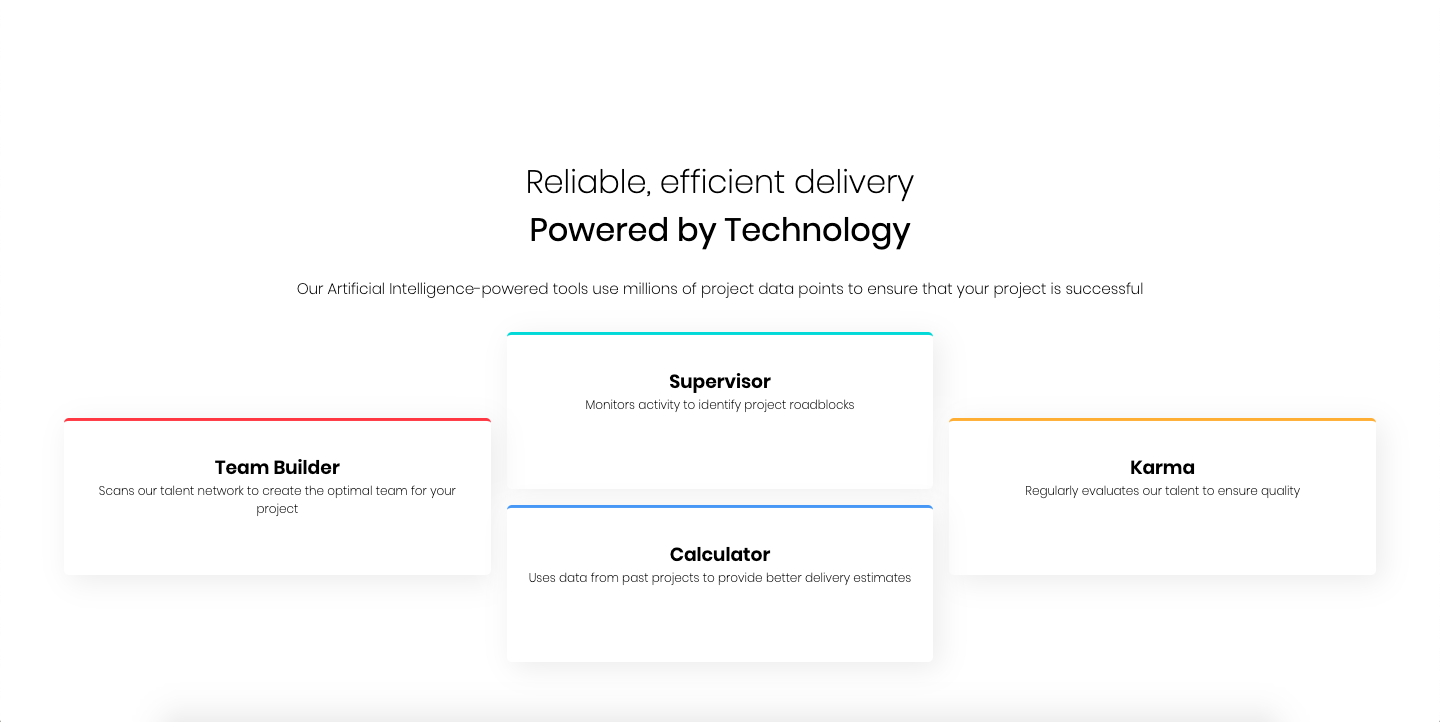 Reliable, efficient delivery
Powered by Technology
Our Artificial Intelligence-powered tools use millions of project data points to ensure that your project is successful
Supervisor
Monitors activity to identify project roadblocks
Team Builder
Scans our talent network to create the optimal team for your
project
Karma
Regularly evaluates our talent to ensure quality
Calculator
Uses data from past projects to provide better delivery estimates